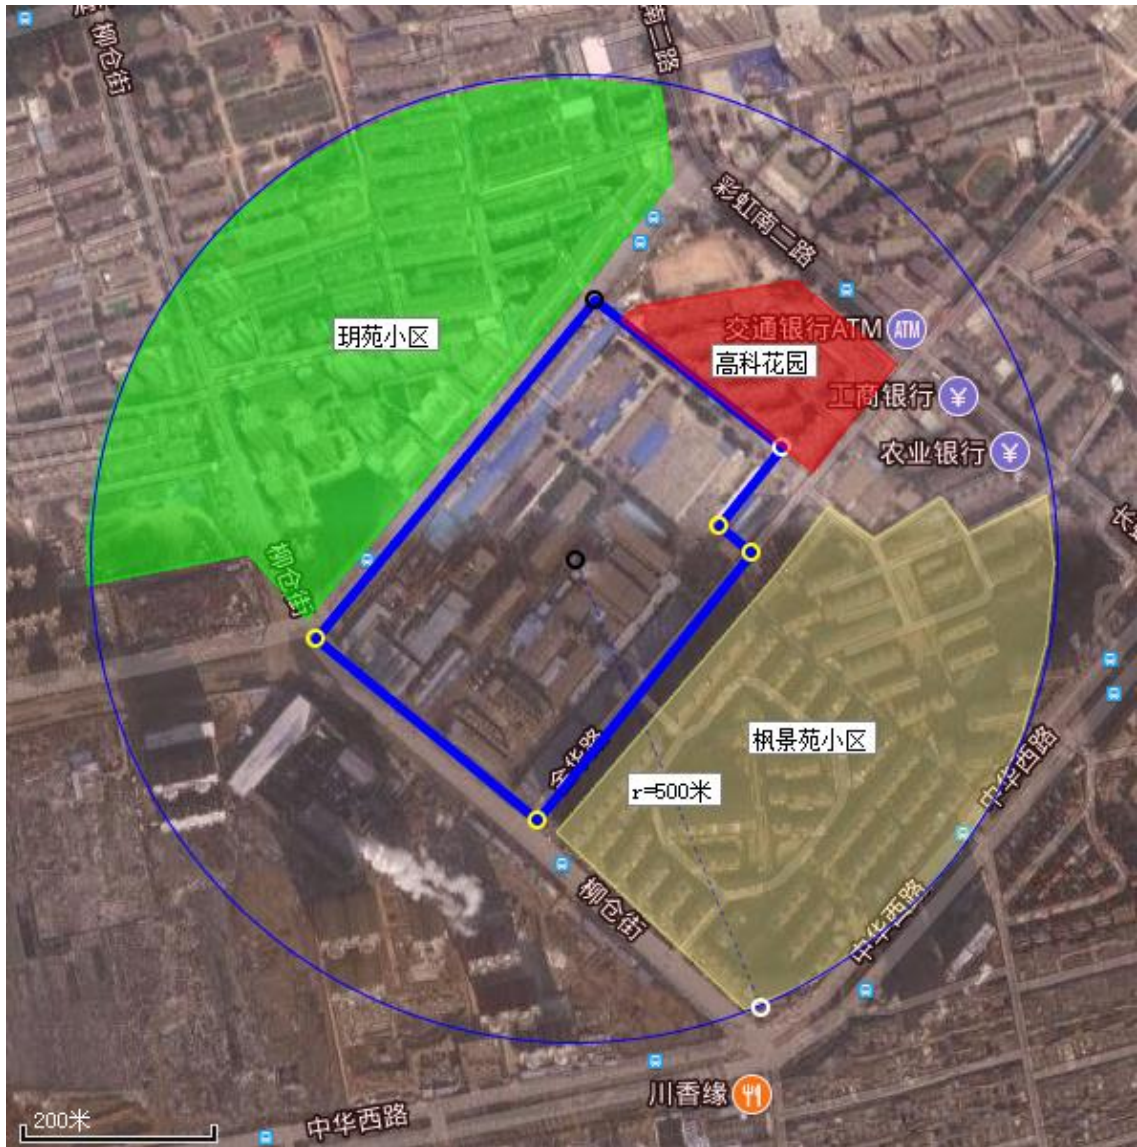 柳仓街
南二路
彩虹南二路
交通银行ATM
ATM
玥苑小区
高科花园
工商银行
¥
农业银行
¥
柳仓街
枫景苑小区
中华西路
金华路
r=500米
柳仓街
中华西路
川香缘
200米
中华西路